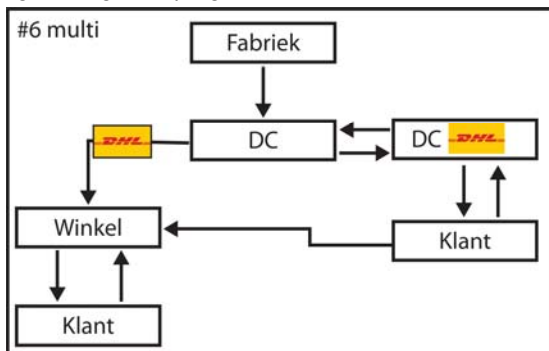 #6 multi
Fabriek
DHL
DC
DC DHL
Winkel
Klant
Klant